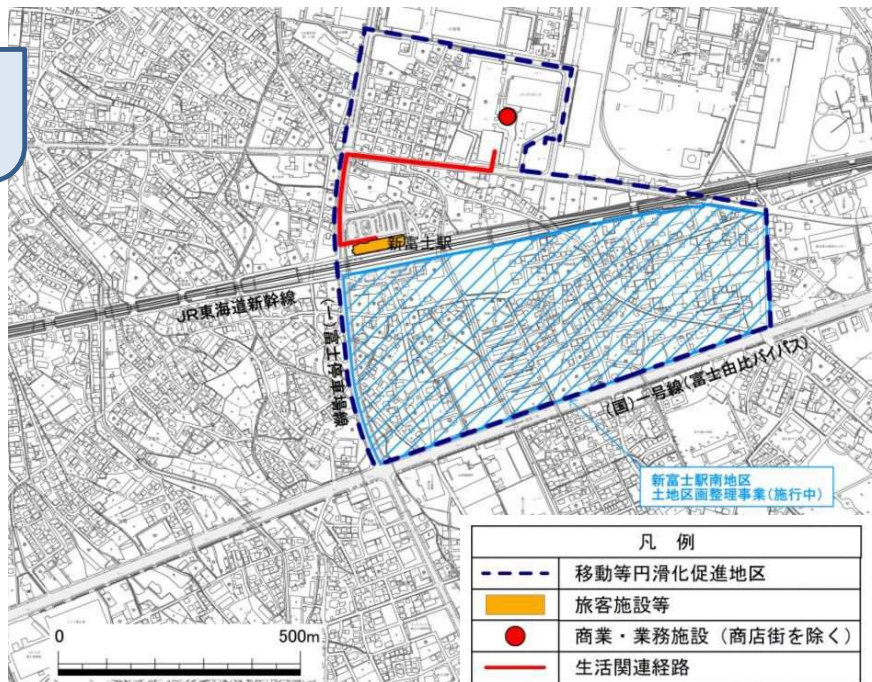 新富士駅
JR東海道新幹線
(一)富士停車場線
(国)一号線(富士由比バイパス)
新富士駅南地区
土地区画整理事業(施行中)
凡 例
移動等円滑化促進地区
旅客施設等
商業・業務施設(商店街を除く)
生活関連経路
0 500m